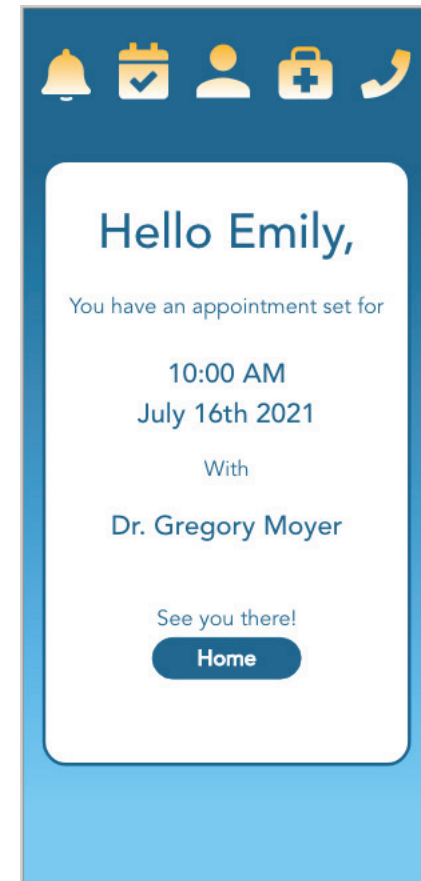 Hello Emily,
You have an appointment set for
10:00 AM
July 16th 2021
With
Dr. Gregory Moyer
See you there!
Home